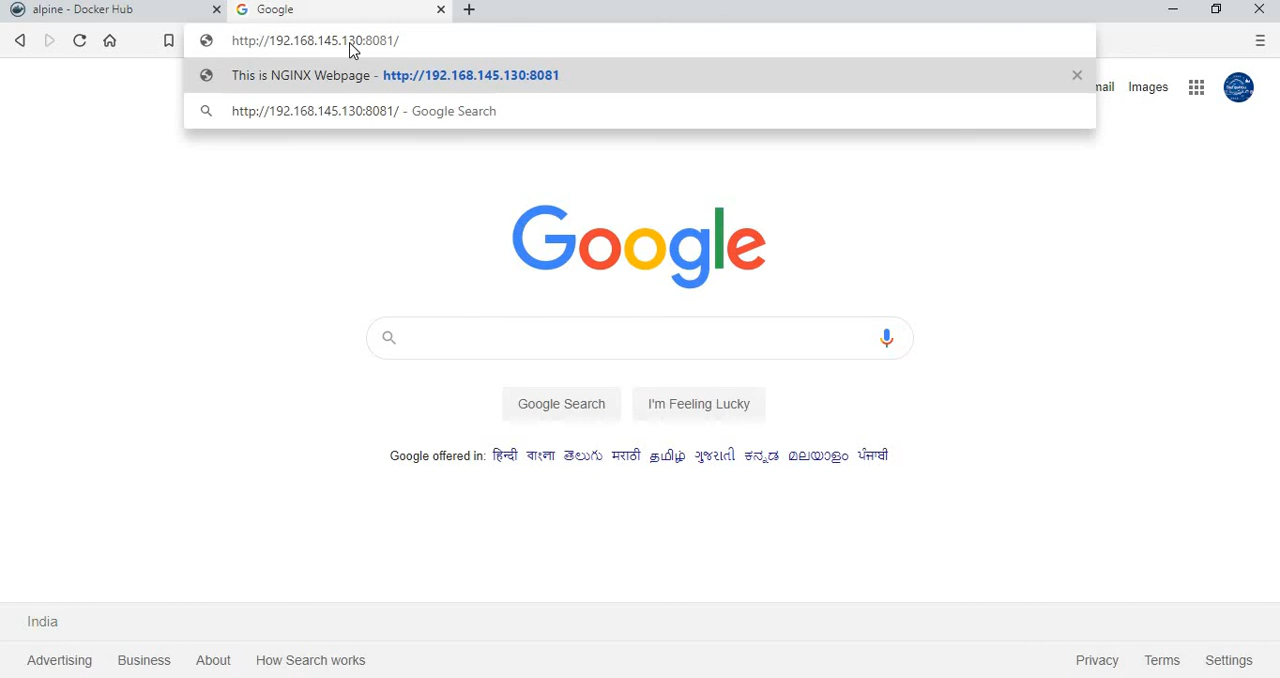 alpine - Docker Hub
Google
http://192.168.145.130:8081/
This is NGINX Webpage - http://192.168.145.130:8081
http://192.168.145.130:8081/ - Google Search
mail Images
Google
Google Search I'm Feeling Lucky
Google offered in: हिन्दी বাংলা తెలుగు मराठी தமிழ் ગુજરાતી ಕನ್ನಡ മലയാളം ਪੰਜਾਬੀ
India
Advertising Business About How Search works Privacy Terms Settings